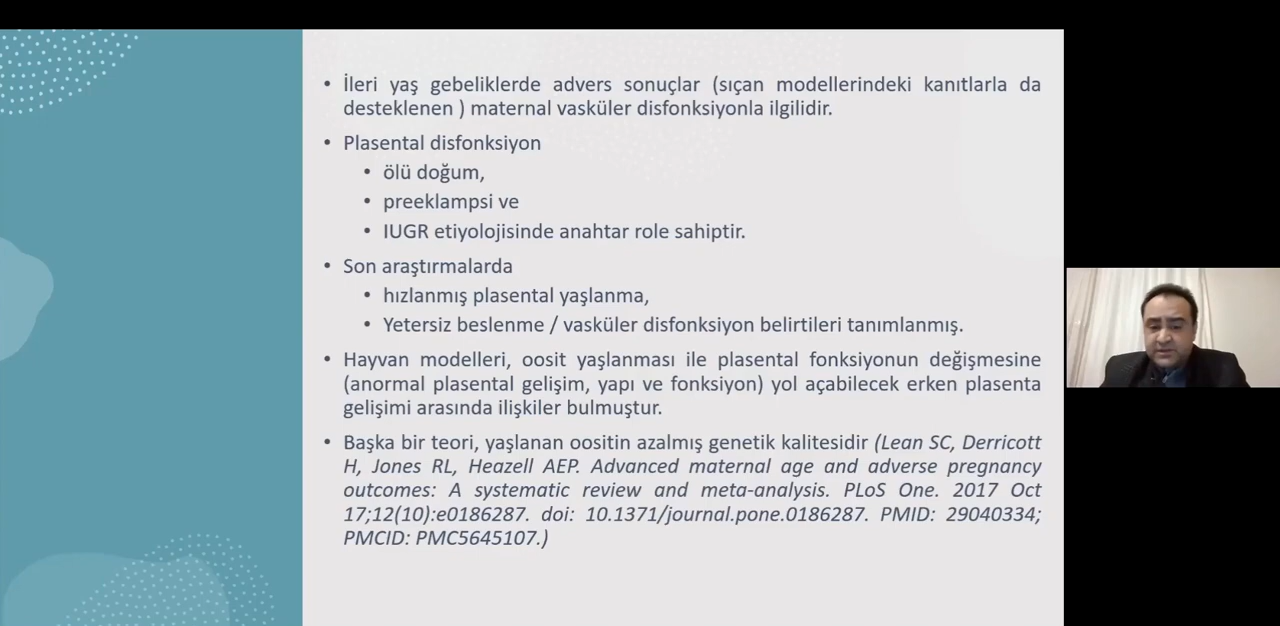 • İleri yaş gebeliklerde advers sonuçlar (sıçan modellerindeki kanıtlarla da
desteklenen ) maternal vasküler disfonksiyonla ilgilidir.
• Plasental disfonksiyon
• ölü doğum,
• preeklampsi ve
• IUGR etiyolojisinde anahtar role sahiptir.
• Son araştırmalarda
• hızlanmış plasental yaşlanma,
• Yetersiz beslenme / vasküler disfonksiyon belirtileri tanımlanmış.
• Hayvan modelleri, oosit yaşlanması ile plasental fonksiyonun değişmesine
(anormal plasental gelişim, yapı ve fonksiyon) yol açabilecek erken plasenta
gelişimi arasında ilişkiler bulmuştur.
• Başka bir teori, yaşlanan oositin azalmış genetik kalitesidir (Lean SC, Derricott
H, Jones RL, Heazell AEP. Advanced maternal age and adverse pregnancy
outcomes: A systematic review and meta-analysis. PLoS One. 2017 Oct
17;12(10):e0186287. doi: 10.1371/journal.pone.0186287. PMID: 29040334;
PMCID: PMC5645107.)